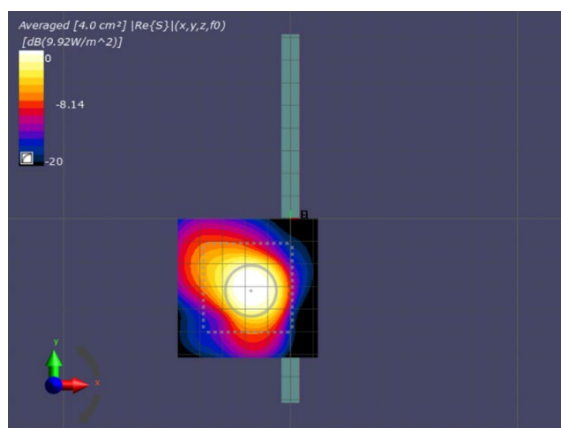 Averaged [4.0 cm²] |Re{S}|(x,y,z,f0)
[dB(9.92W/m^2)]
0
-8.14
-20
y
x